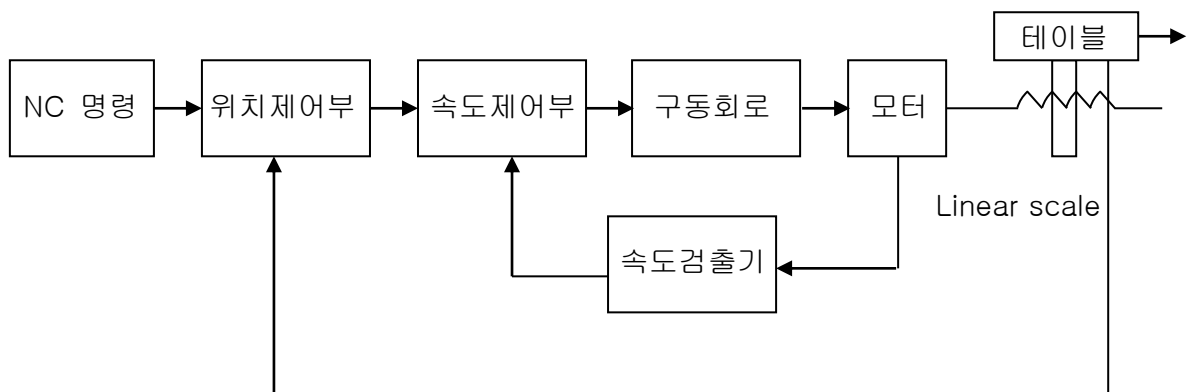 테이블
NC 명령
위치제어부
속도제어부
구동회로
모터
Linear scale
속도검출기